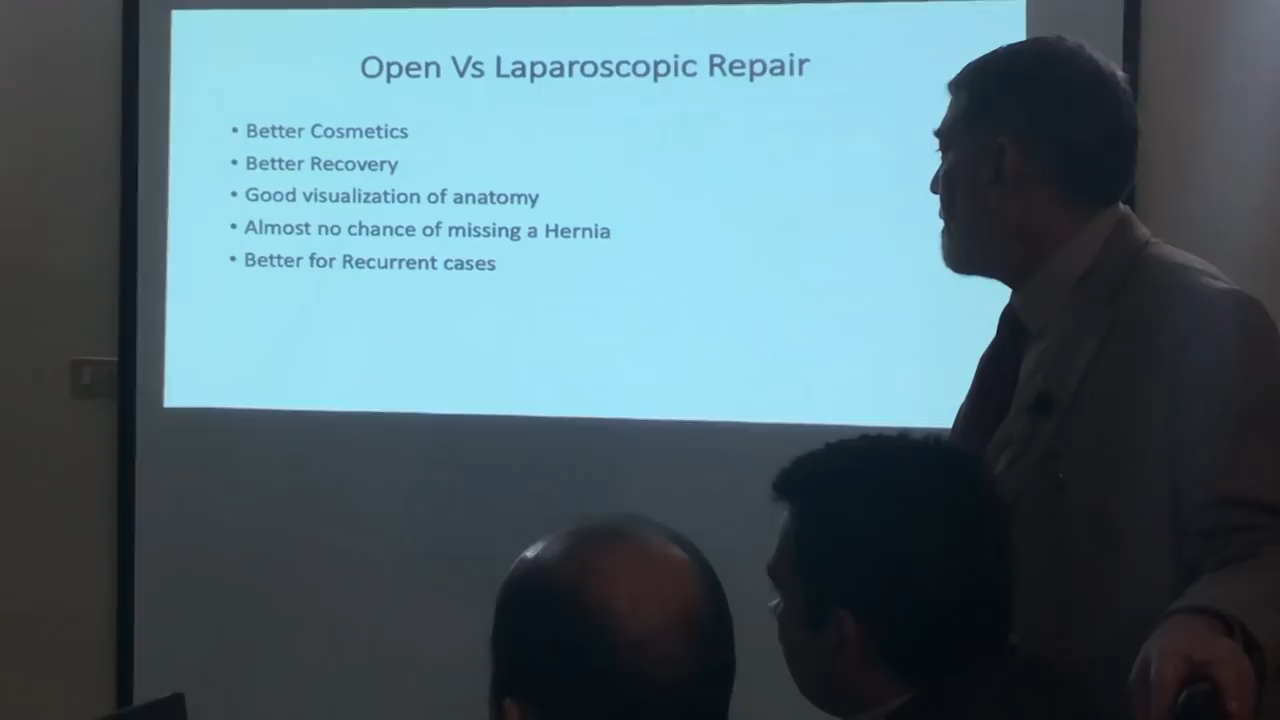 Open Vs Laparoscopic Repair
• Better Cosmetics
• Better Recovery
• Good visualization of anatomy
• Almost no chance of missing a Hernia
• Better for Recurrent cases